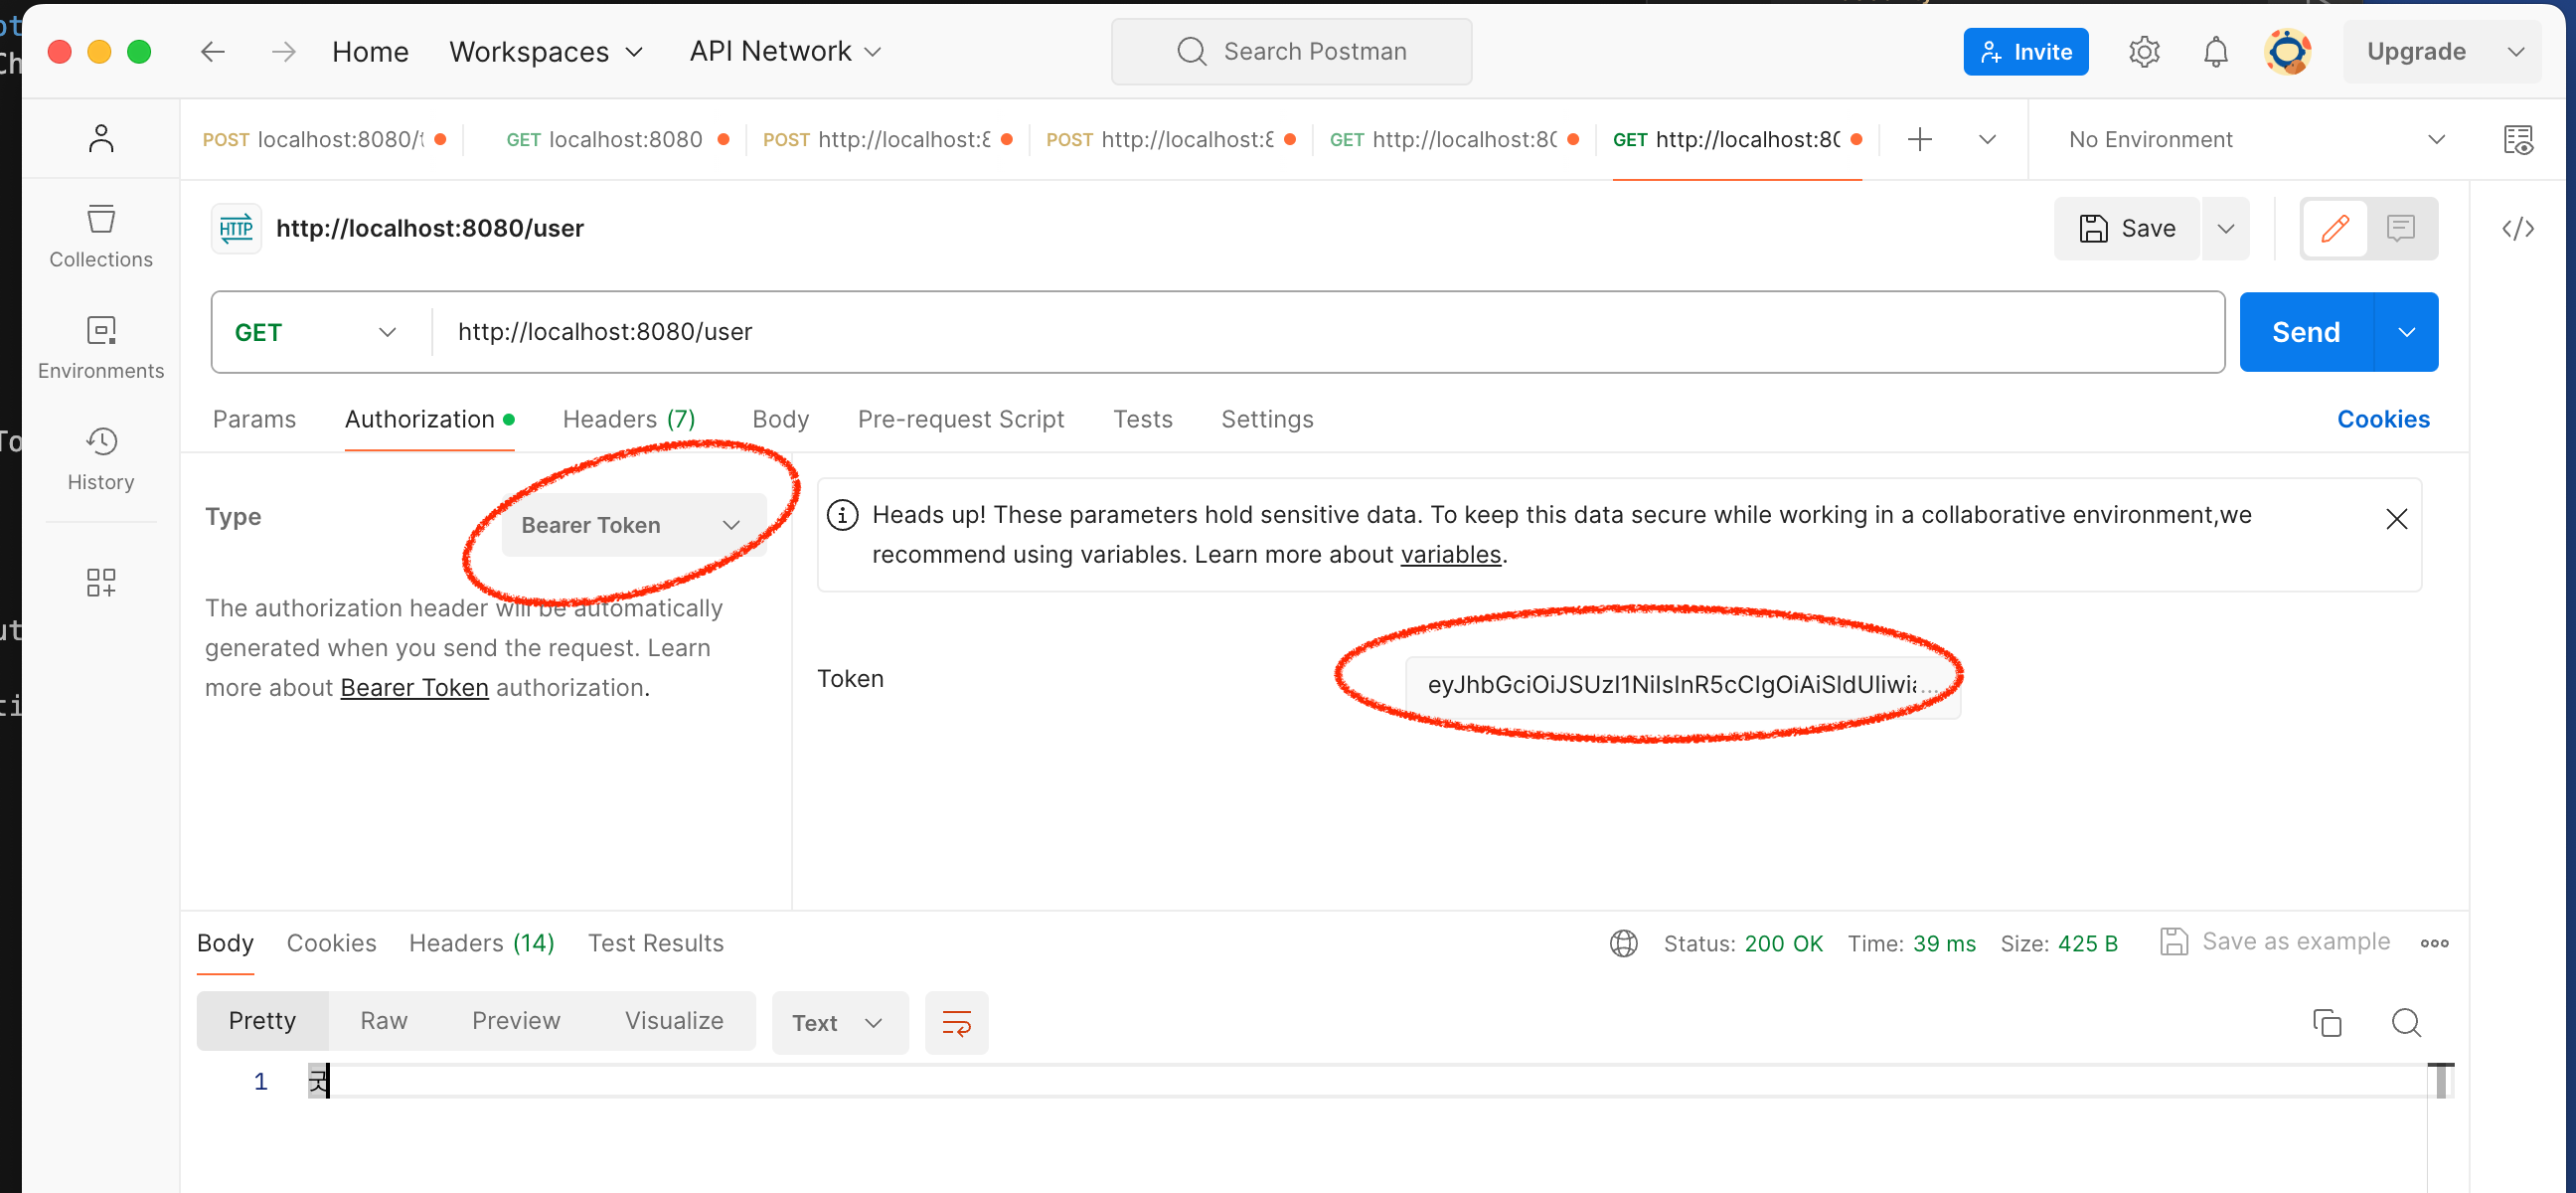 Home Workspaces API Network Search Postman Invite Upgrade
POST localhost:8080/t GET localhost:8080 POST http://localhost:8 POST http://localhost:8 GET http://localhost:80 GET http://localhost:80 No Environment
HTTP http://localhost:8080/user Save
Collections
GET http://localhost:8080/user Send
Environments
Params Authorization Headers (7) Body Pre-request Script Tests Settings Cookies
History
Type Bearer Token
The authorization header will be automatically
generated when you send the request. Learn
more about Bearer Token authorization.
Heads up! These parameters hold sensitive data. To keep this data secure while working in a collaborative environment,we
recommend using variables. Learn more about variables.
Token eyJhbGciOiJSUzI1NiIsInR5cCIgOiAiSldUIiwia...
Body Cookies Headers (14) Test Results Status: 200 OK Time: 39 ms Size: 425 B Save as example
Pretty Raw Preview Visualize Text
1 굿